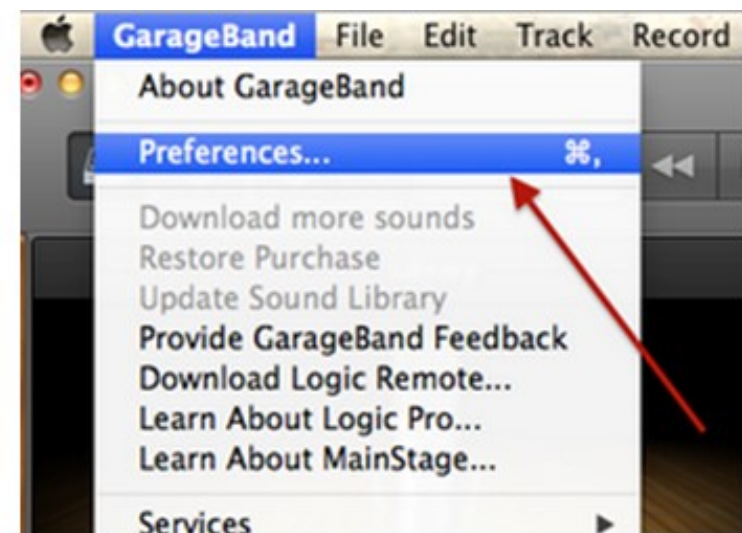 GarageBand File Edit Track Record
About GarageBand
Preferences... ⌘,
Download more sounds
Restore Purchase
Update Sound Library
Provide GarageBand Feedback
Download Logic Remote...
Learn About Logic Pro...
Learn About MainStage...
Services